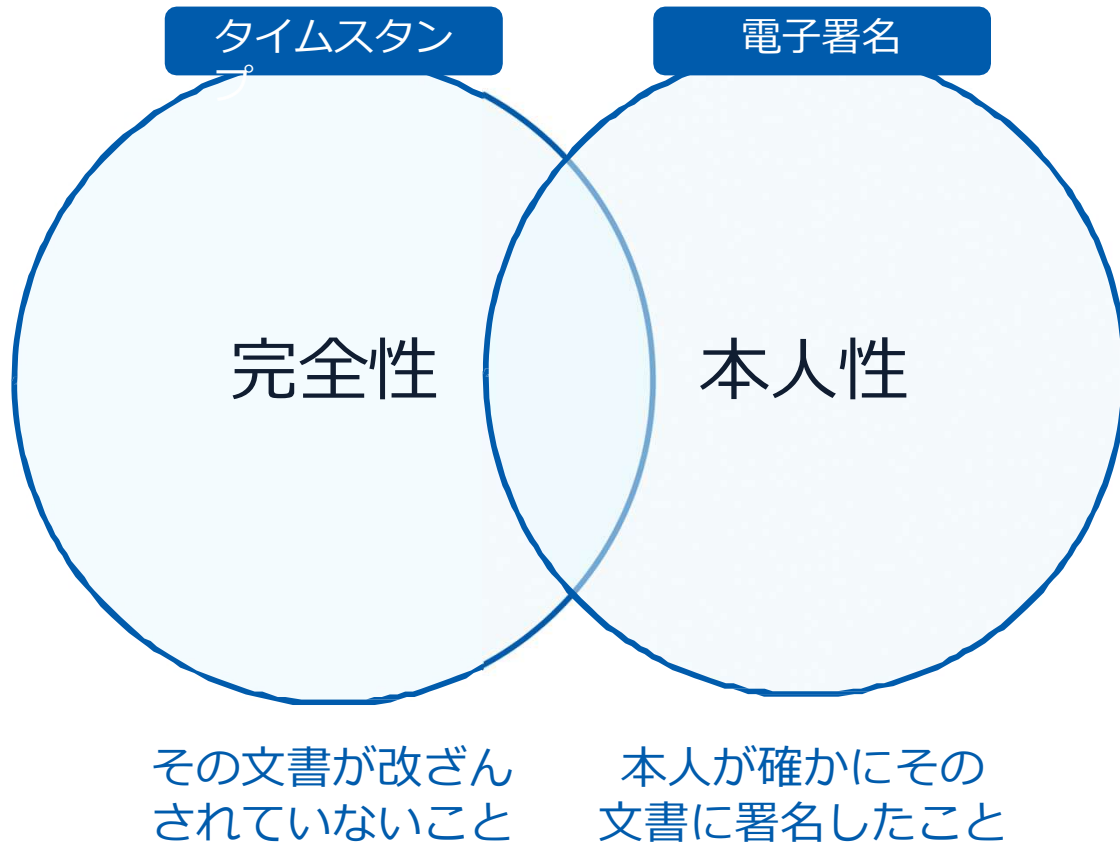 タイムスタン
プ
電子署名
完全性
本人性
その文書が改ざん
されていないこと
本人が確かにその
文書に署名したこと